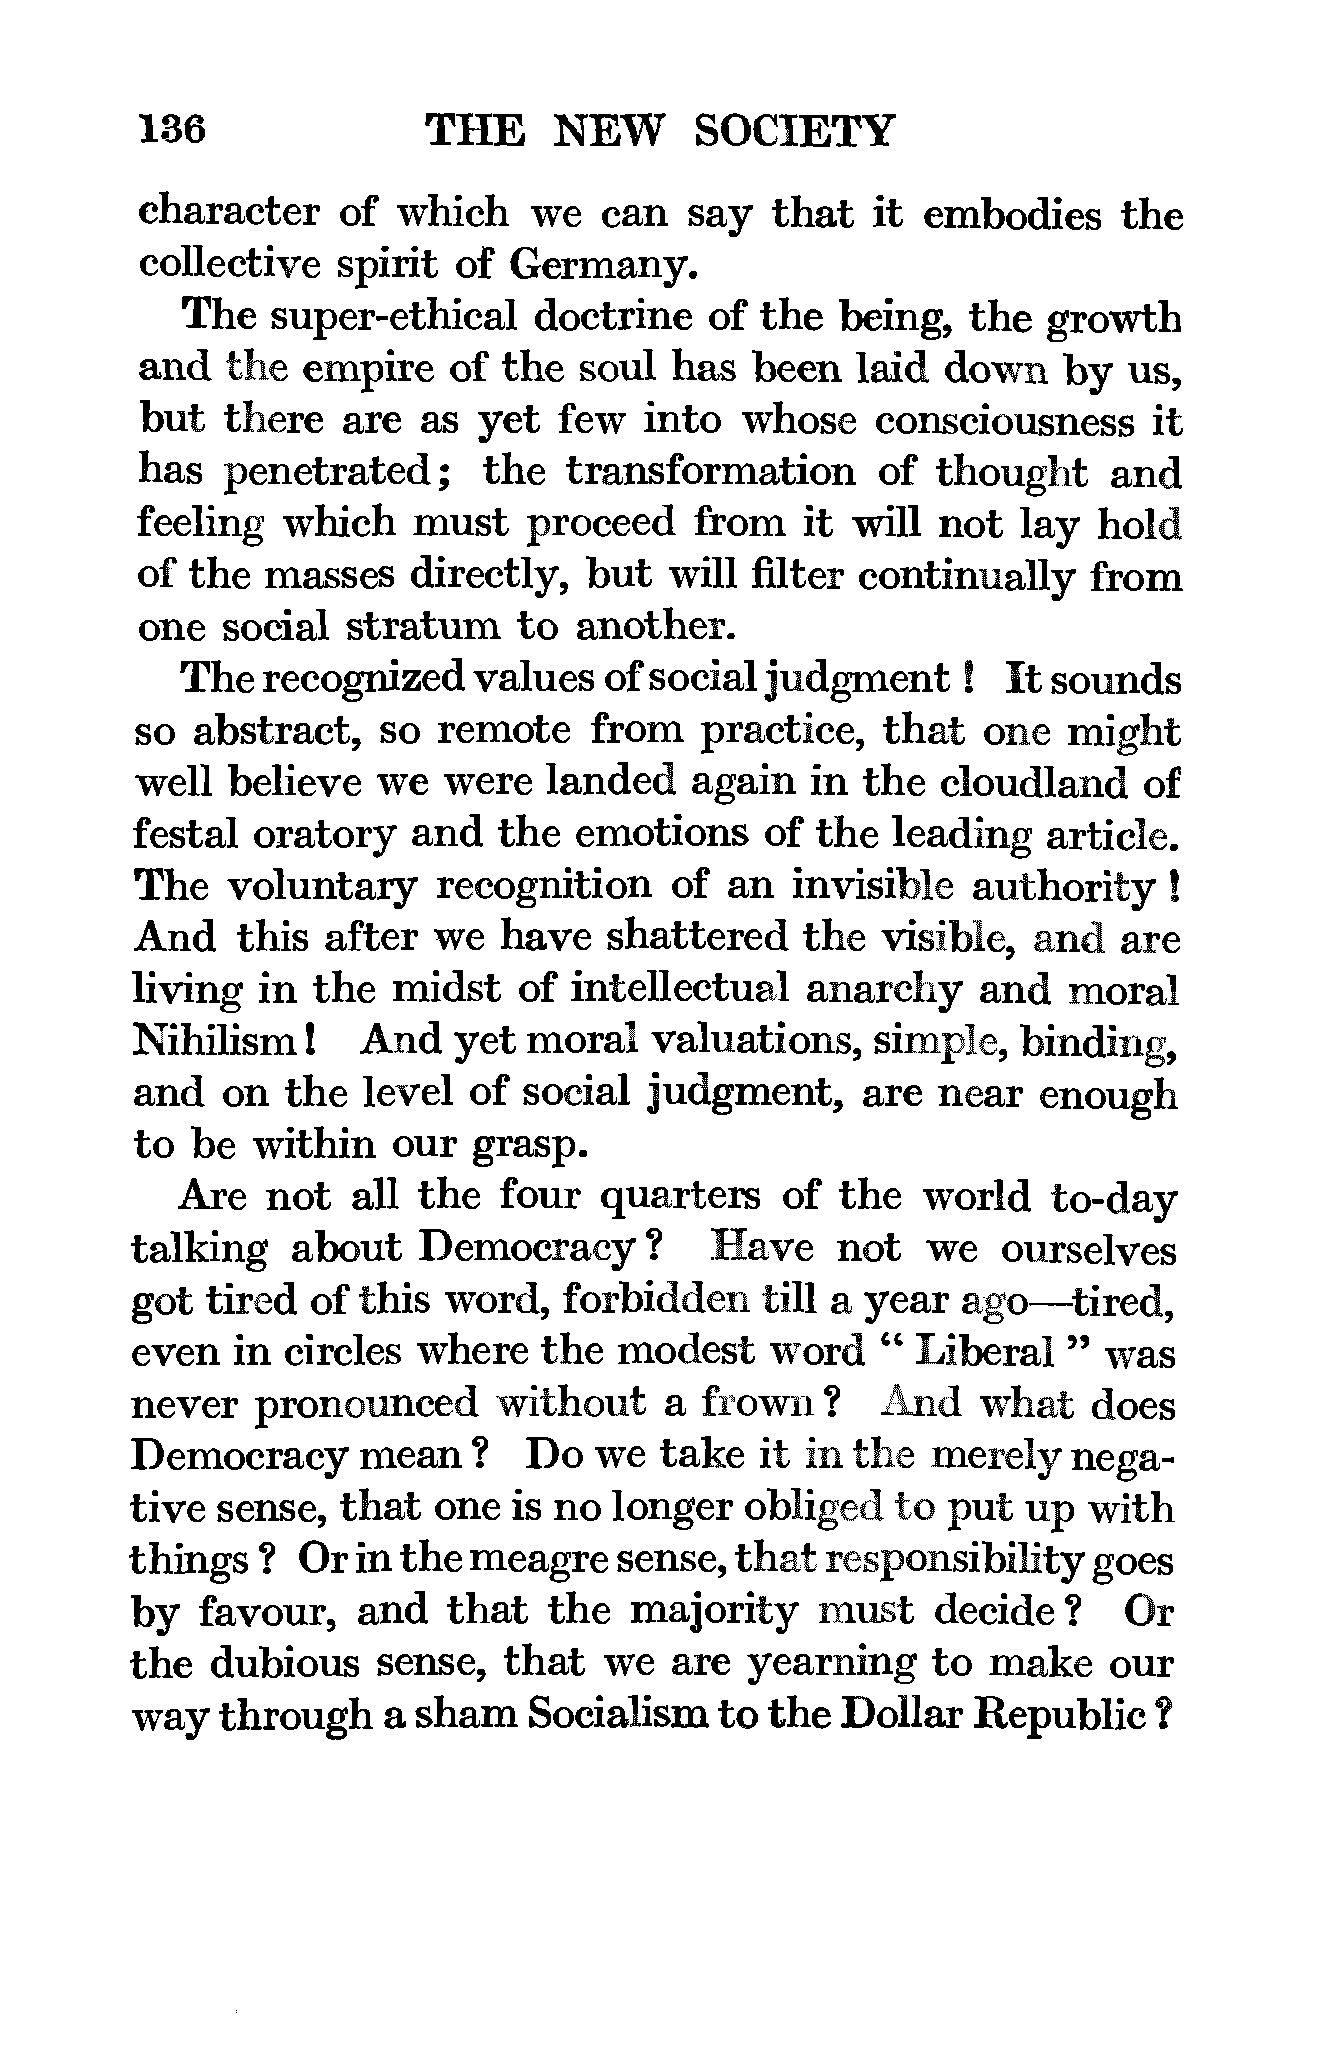 136 THE NEW SOCIETY
character of which we can say that it embodies the
collective spirit of Germany.
The super-ethical doctrine of the being, the growth
and the empire of the soul has been laid down by us,
but there are as yet few into whose consciousness it
has penetrated; the transformation of thought and
feeling which must proceed from it will not lay hold
of the masses directly, but will filter continually from
one social stratum to another.
The recognized values of social judgment ! It sounds
so abstract, so remote from practice, that one might
well believe we were landed again in the cloudland of
festal oratory and the emotions of the leading article.
The voluntary recognition of an invisible authority !
And this after we have shattered the visible, and are
living in the midst of intellectual anarchy and moral
Nihilism ! And yet moral valuations, simple, binding,
and on the level of social judgment, are near enough
to be within our grasp.
Are not all the four quarters of the world to-day
talking about Democracy ? Have not we ourselves
got tired of this word, forbidden till a year ago—tired,
even in circles where the modest word “ Liberal ” was
never pronounced without a frown ? And what does
Democracy mean ? Do we take it in the merely nega-
tive sense, that one is no longer obliged to put up with
things ? Or in the meagre sense, that responsibility goes
by favour, and that the majority must decide ? Or
the dubious sense, that we are yearning to make our
way through a sham Socialism to the Dollar Republic ?